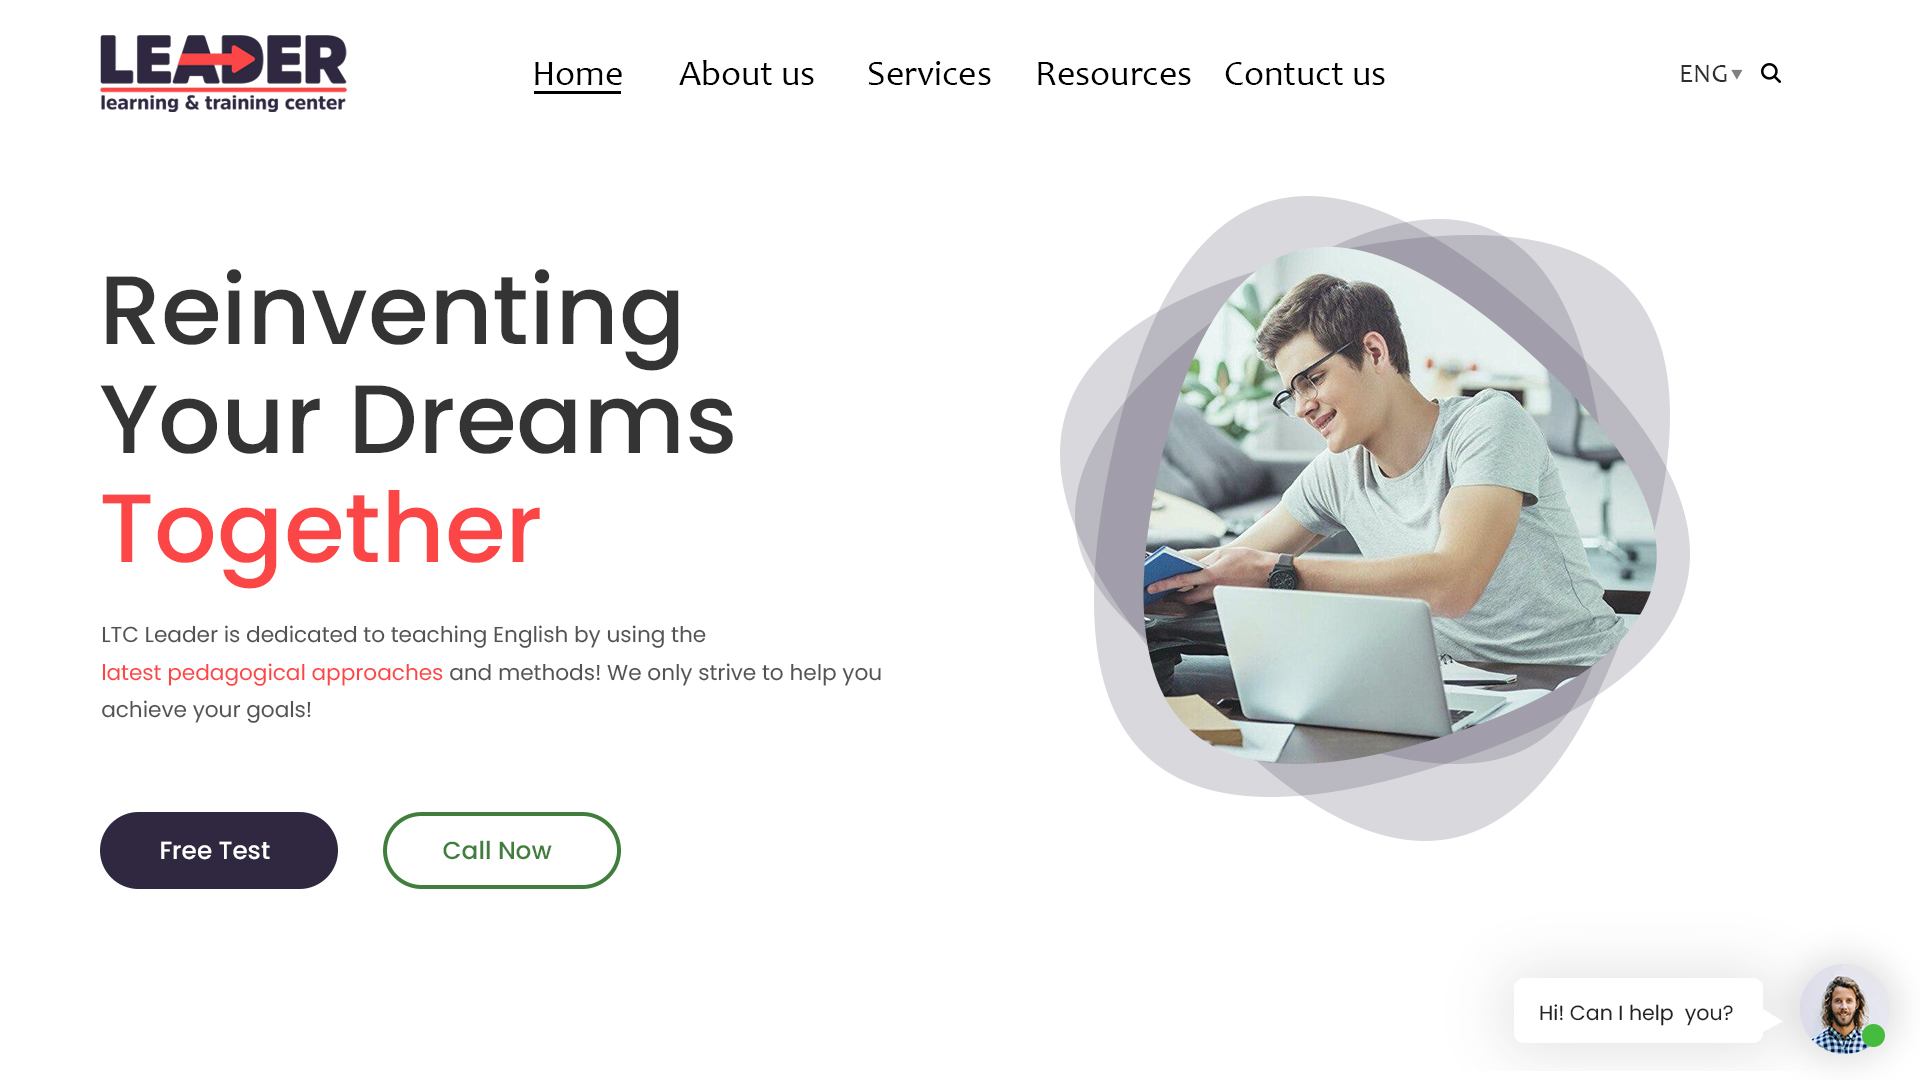 LEADER
learning & training center
Home About us Services Resources Contuct us
ENG
Reinventing
Your Dreams
Together
LTC Leader is dedicated to teaching English by using the
latest pedagogical approaches and methods! We only strive to help you
achieve your goals!
Free Test
Call Now
Hi! Can I help you?